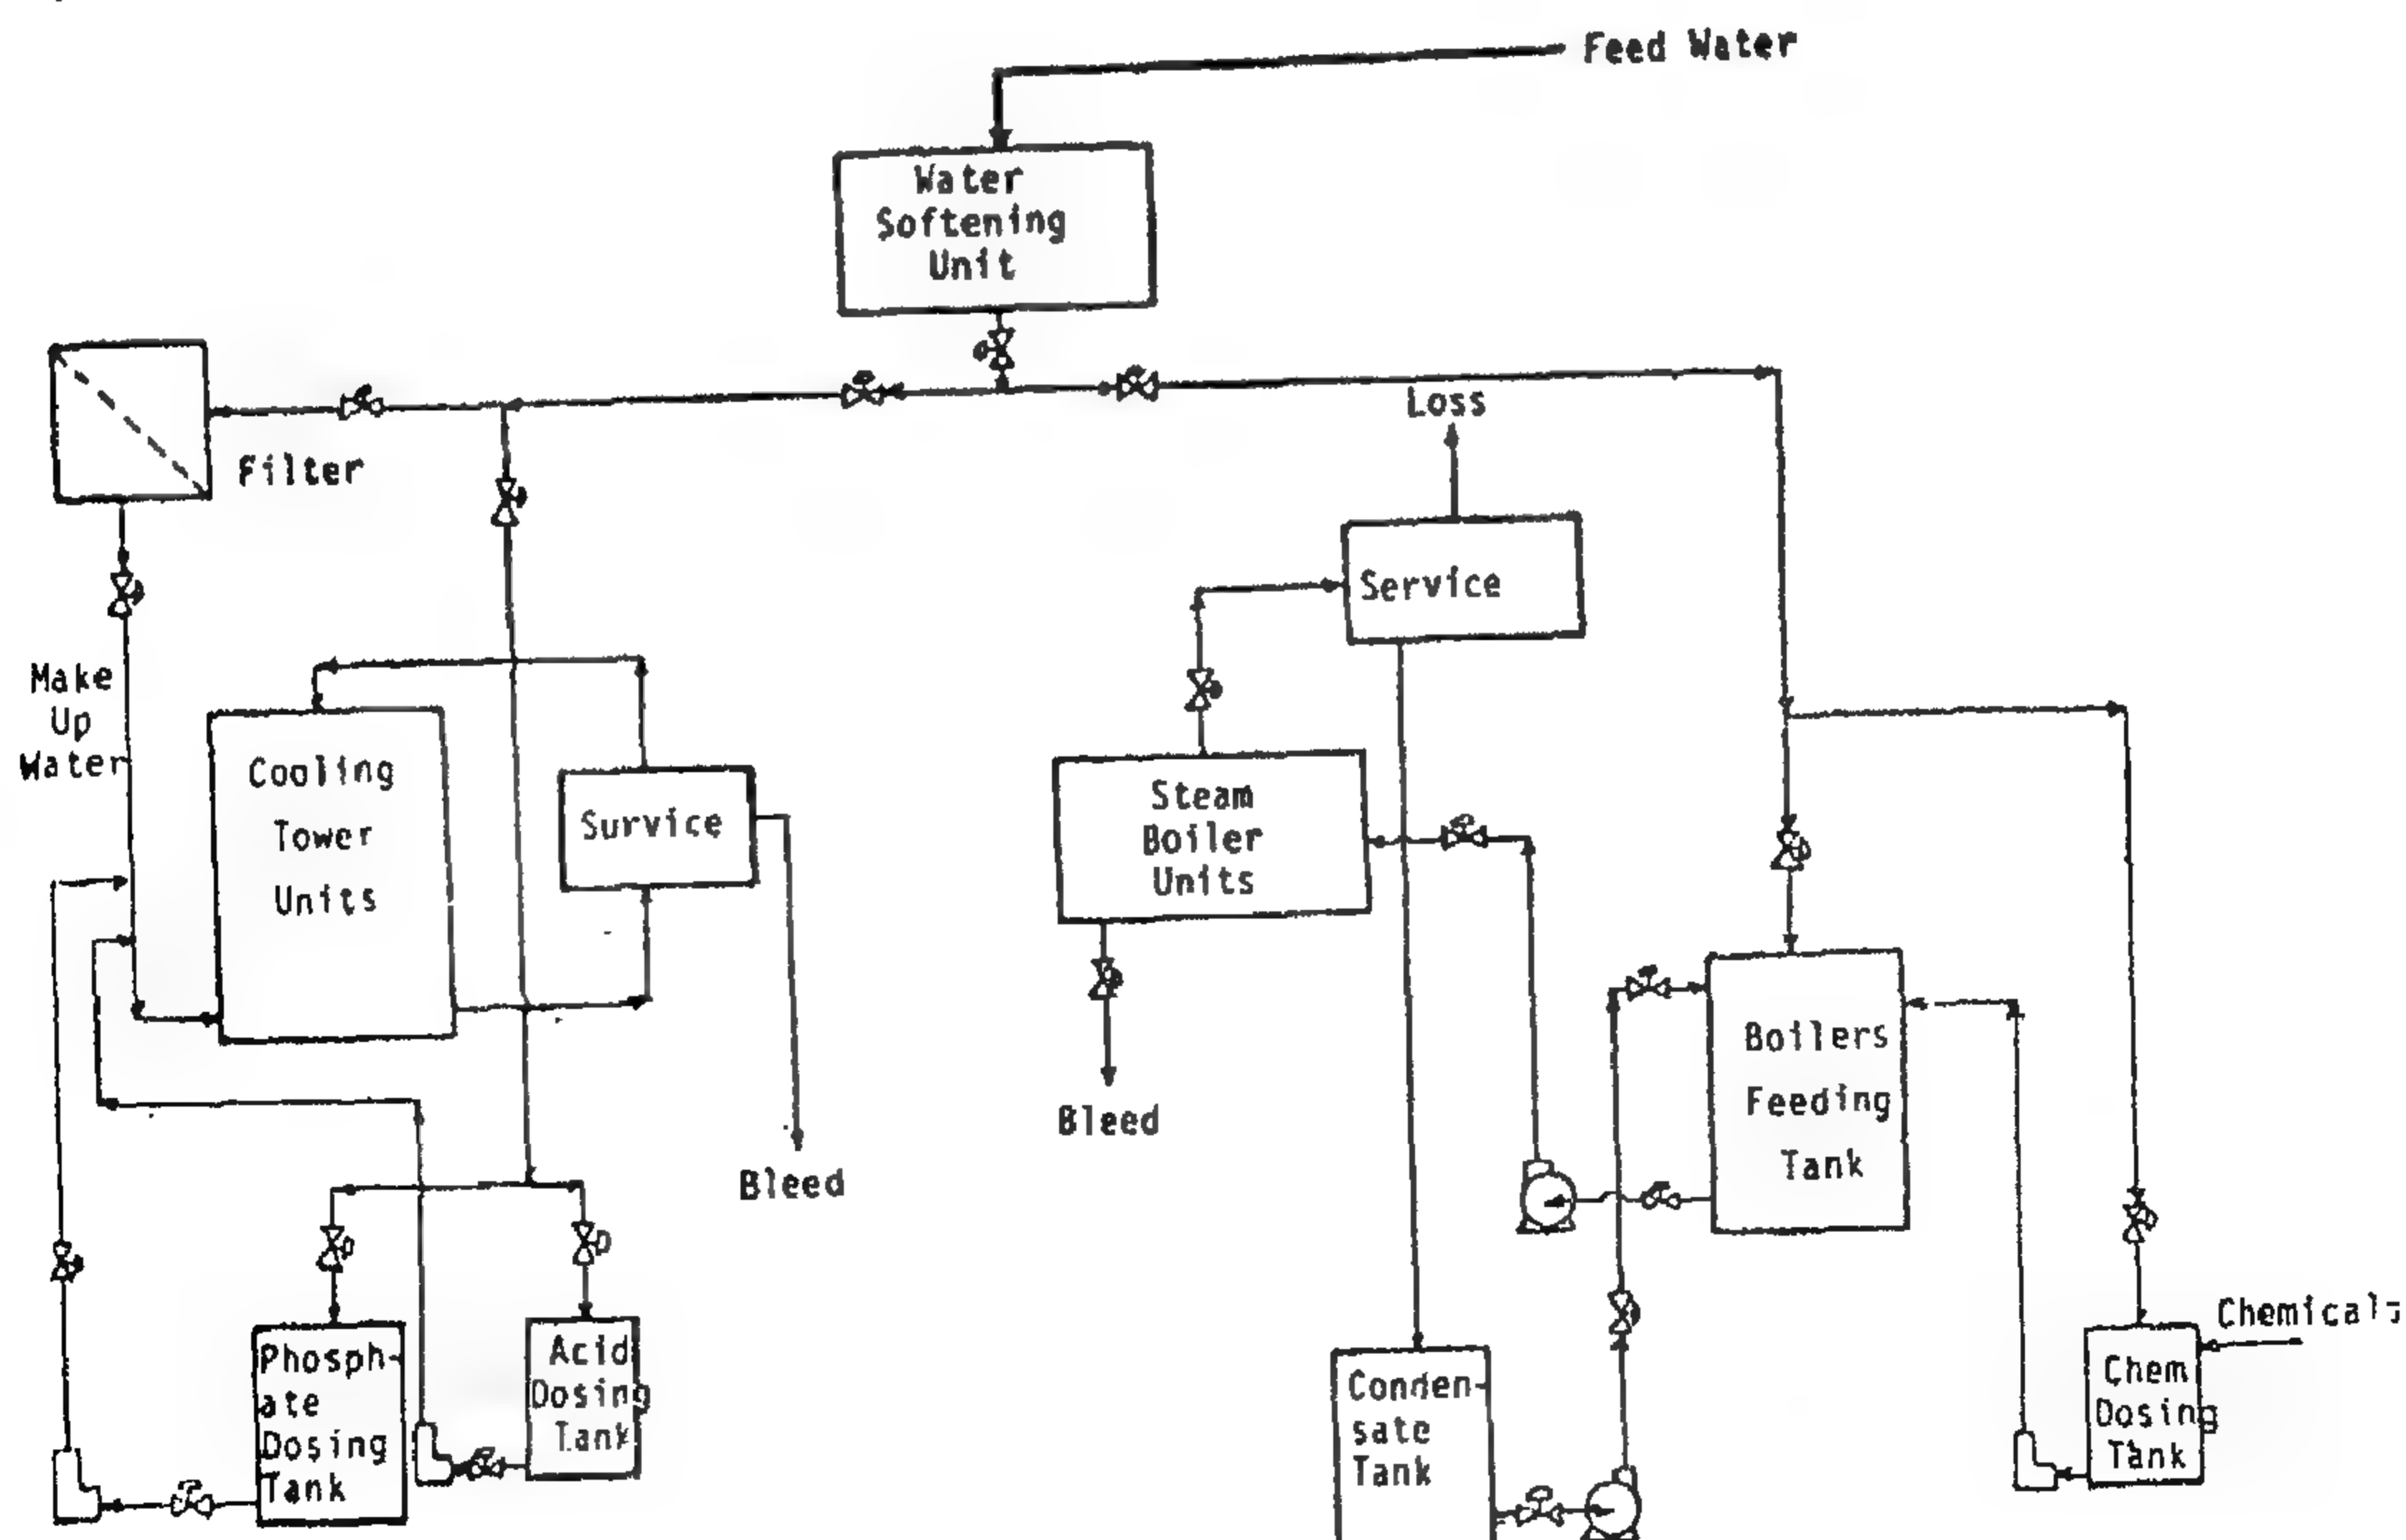 Feed Water
Water
Softening
Unit
Filter
Loss
Service
Make
Up
Water
Cooling
Tower
Units
Survice
Steam
Boiler
Units
Bleed
Bleed
Boilers
Feeding
Tank
Phosph-
ate
Dosing
Tank
Acid
Dosing
Tank
Conden-
sate
Tank
Chemicals
Chem
Dosing
Tank